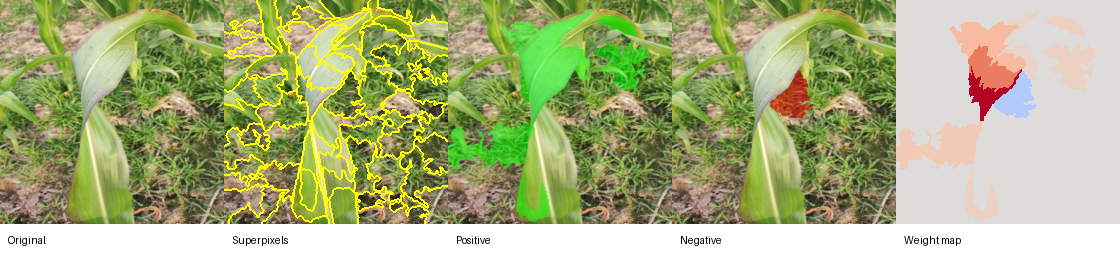 Original
Superpixels
Positive
Negative
Weight map